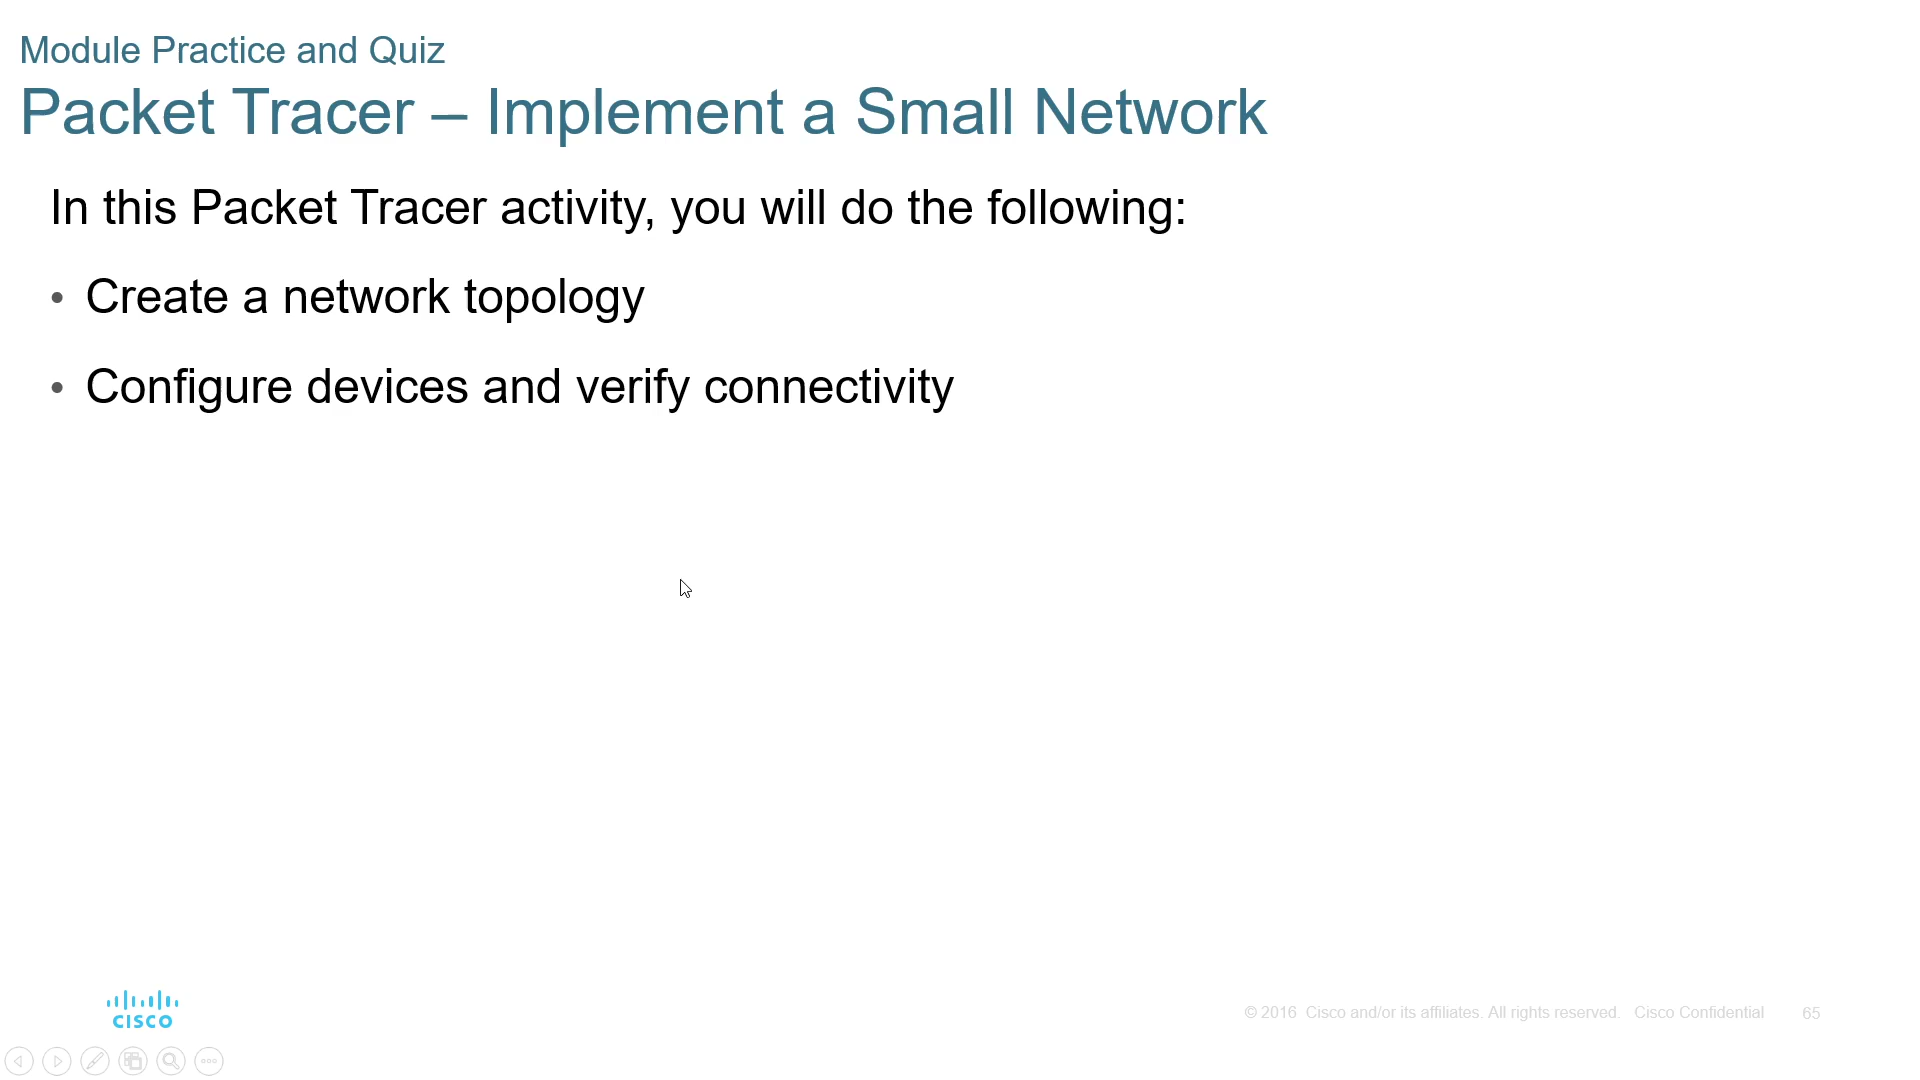 Module Practice and Quiz
Packet Tracer – Implement a Small Network
In this Packet Tracer activity, you will do the following:
• Create a network topology
• Configure devices and verify connectivity
CISCO
© 2016 Cisco and/or its affiliates. All rights reserved. Cisco Confidential 65